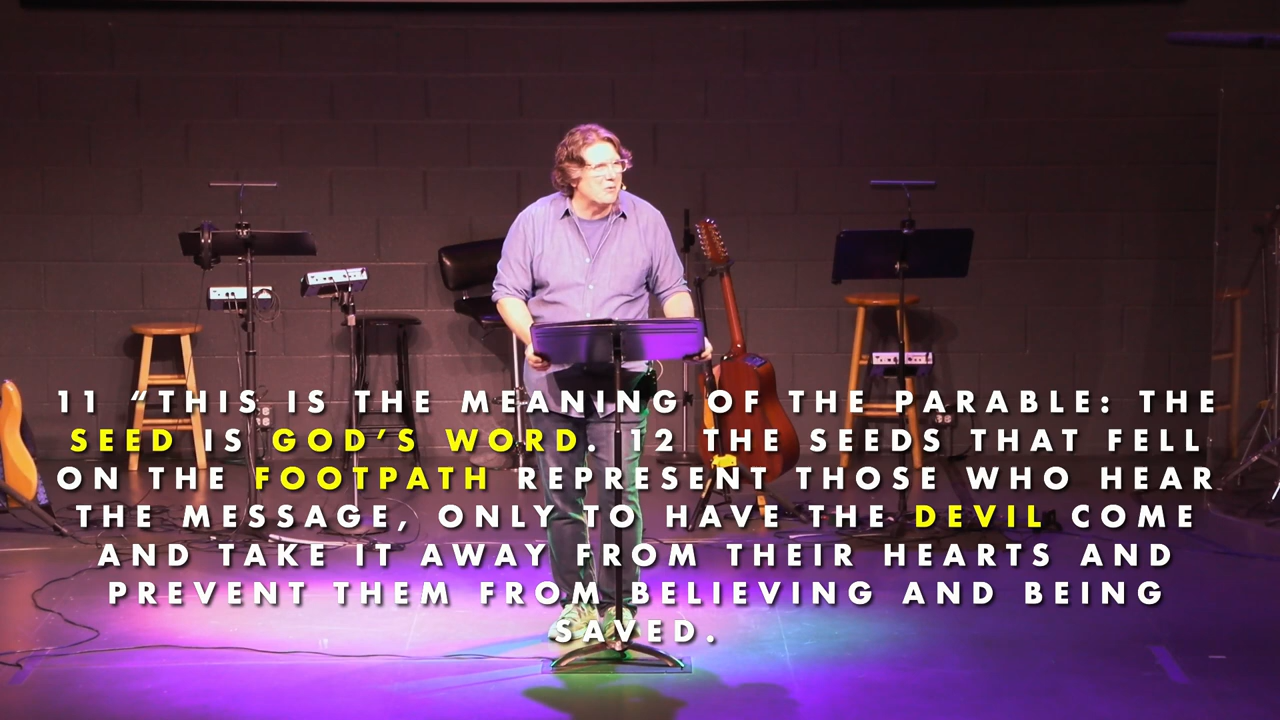 11 “THIS IS THE MEANING OF THE PARABLE: THE
SEED IS GOD’S WORD. 12 THE SEEDS THAT FELL
ON THE FOOTPATH REPRESENT THOSE WHO HEAR
THE MESSAGE, ONLY TO HAVE THE DEVIL COME
AND TAKE IT AWAY FROM THEIR HEARTS AND
PREVENT THEM FROM BELIEVING AND BEING
SAVED.